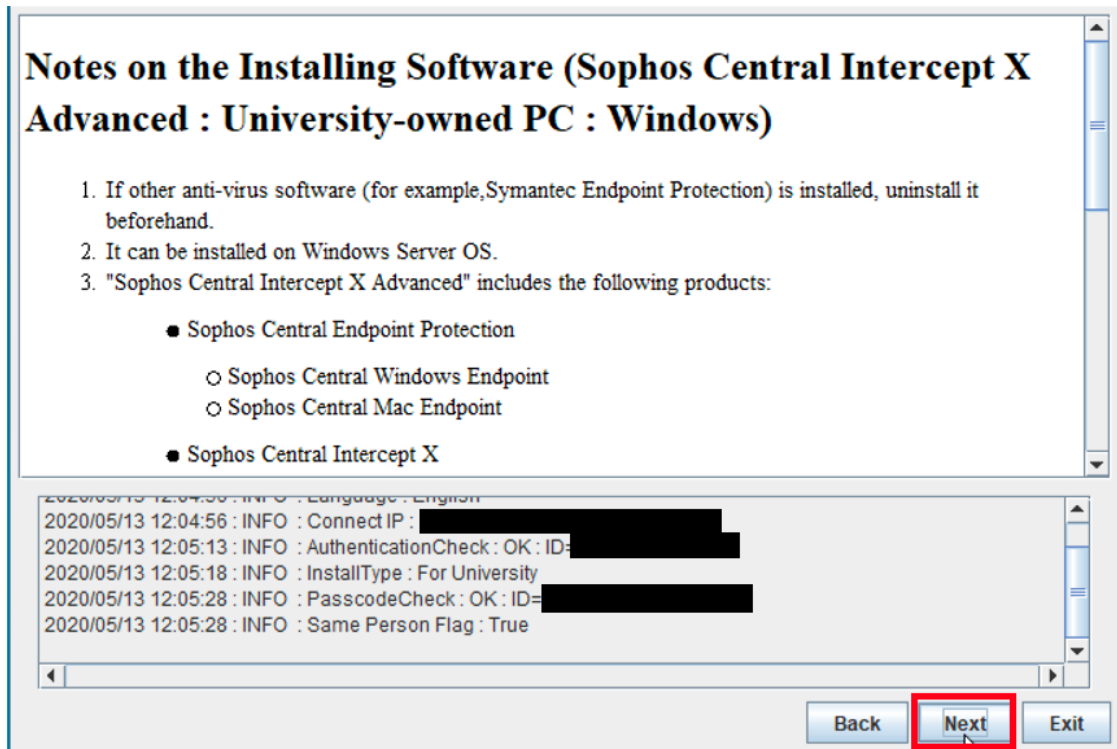 Notes on the Installing Software (Sophos Central Intercept X
Advanced : University-owned PC : Windows)
1. If other anti-virus software (for example,Symantec Endpoint Protection) is installed, uninstall it
beforehand.
2. It can be installed on Windows Server OS.
3. "Sophos Central Intercept X Advanced" includes the following products:
Sophos Central Endpoint Protection
Sophos Central Windows Endpoint
Sophos Central Mac Endpoint
Sophos Central Intercept X
2020/05/13 12:04:56 : INFO : Connect IP :
2020/05/13 12:05:13 : INFO : AuthenticationCheck : OK : ID=
2020/05/13 12:05:18 : INFO : InstallType : For University
2020/05/13 12:05:28 : INFO : PasscodeCheck : OK : ID=
2020/05/13 12:05:28 : INFO : Same Person Flag : True
Back Next Exit